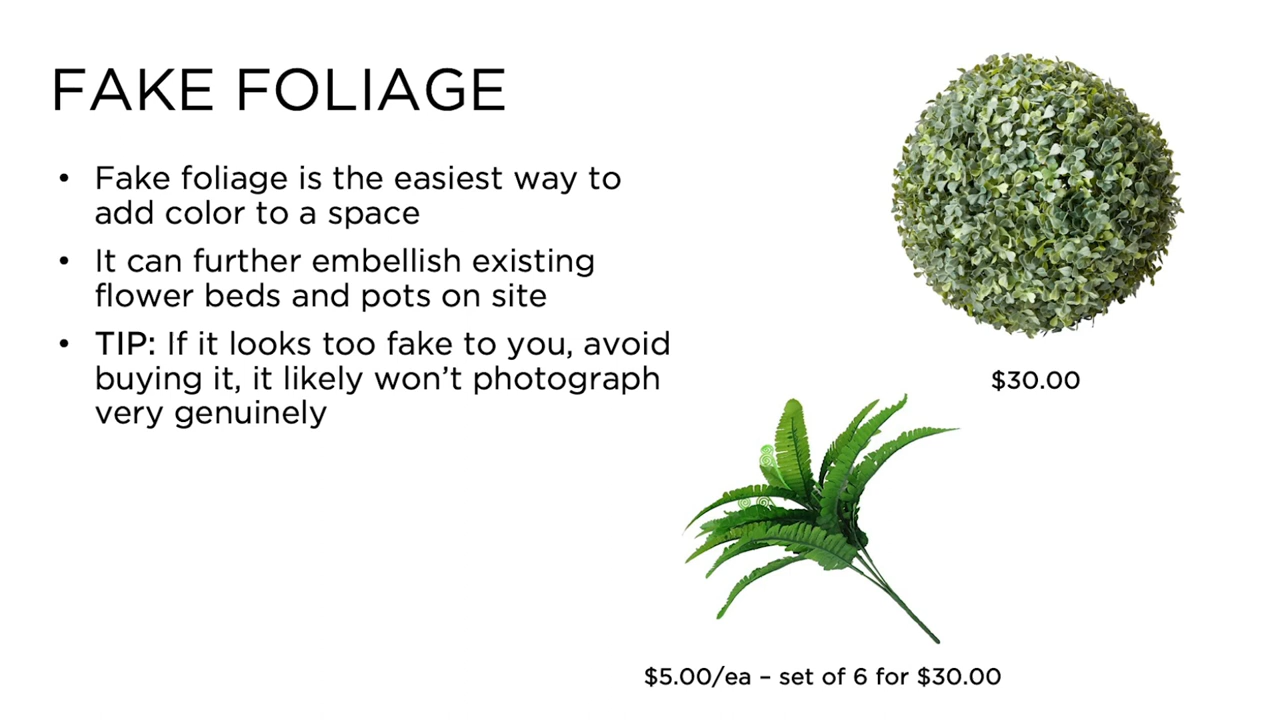 FAKE FOLIAGE
• Fake foliage is the easiest way to
add color to a space
• It can further embellish existing
flower beds and pots on site
• TIP: If it looks too fake to you, avoid
buying it, it likely won’t photograph
very genuinely
$30.00
$5.00/ea – set of 6 for $30.00